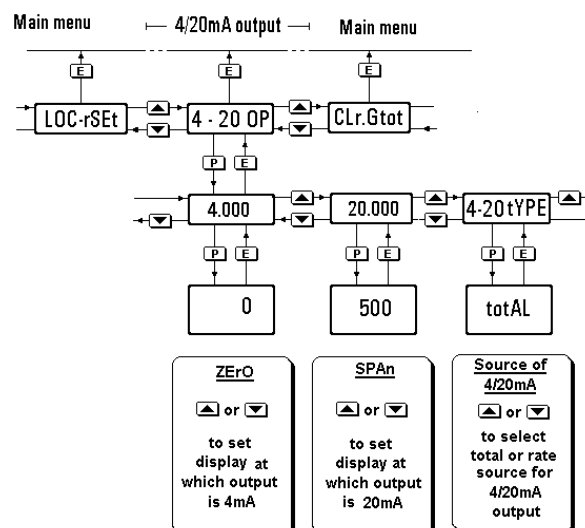 Main menu
4/20mA output
Main menu
E
E
E
LOC-rSEt
4 - 20 OP
CLr.Gtot
P
E
4.000
20.000
4-20tYPE
P
E
P
E
P
E
0
500
totAL
ZErO
or
to set
display at
which output
is 4mA
SPAn
or
to set
display at
which output
is 20mA
Source of
4/20mA
or
to select
total or rate
source for
4/20mA
output